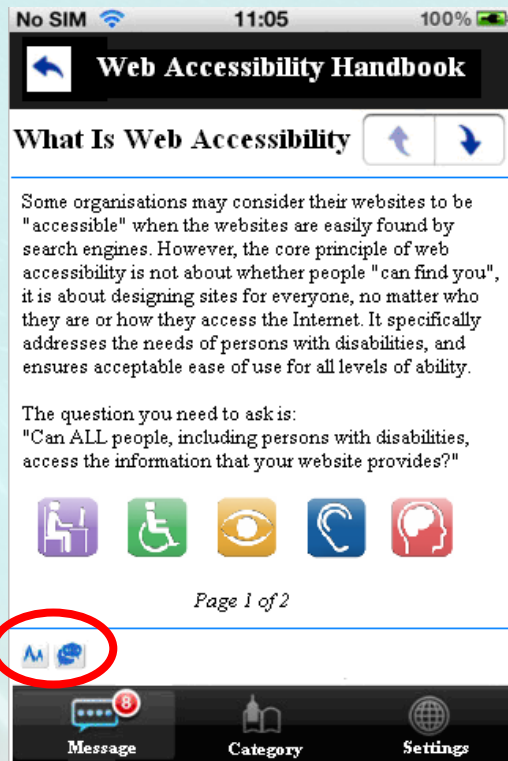 No SIM 11:05 100%
Web Accessibility Handbook
What Is Web Accessibility
Some organisations may consider their websites to be
"accessible" when the websites are easily found by
search engines. However, the core principle of web
accessibility is not about whether people "can find you",
it is about designing sites for everyone, no matter who
they are or how they access the Internet. It specifically
addresses the needs of persons with disabilities, and
ensures acceptable ease of use for all levels of ability.
The question you need to ask is:
"Can ALL people, including persons with disabilities,
access the information that your website provides?"
Page 1 of 2
AA
8
Message Category Settings